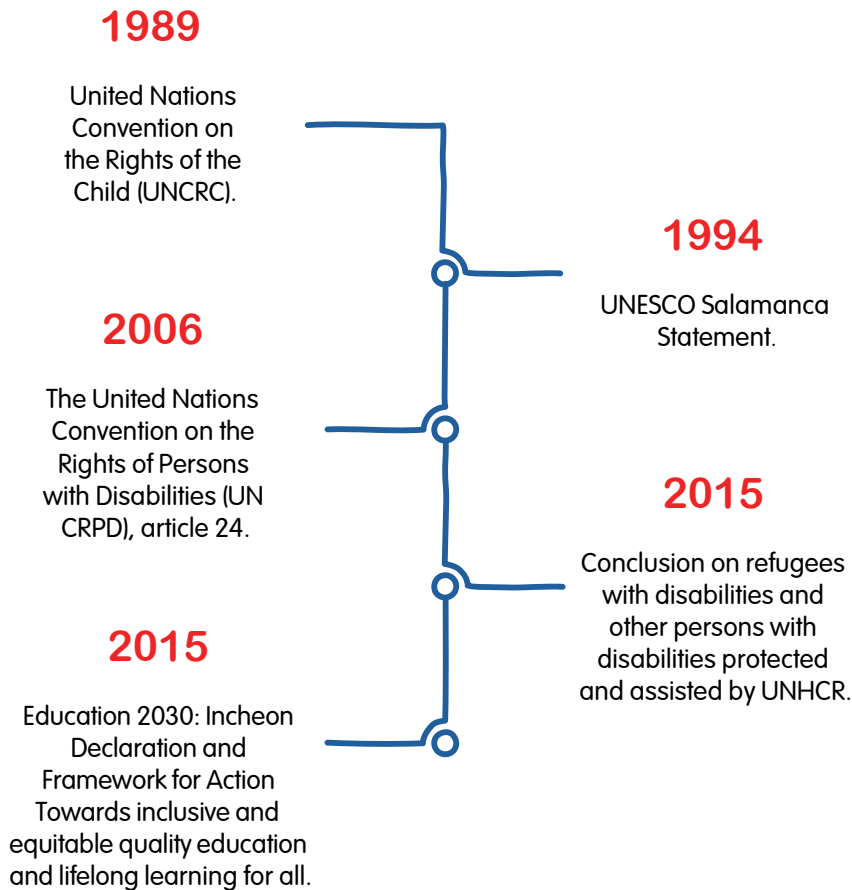 1989
United Nations
Convention on
the Rights of the
Child (UNCRC).
1994
UNESCO Salamanca
Statement.
2006
The United Nations
Convention on the
Rights of Persons
with Disabilities (UN
CRPD), article 24.
2015
Conclusion on refugees
with disabilities and
other persons with
disabilities protected
and assisted by UNHCR.
2015
Education 2030: Incheon
Declaration and
Framework for Action
Towards inclusive and
equitable quality education
and lifelong learning for all.